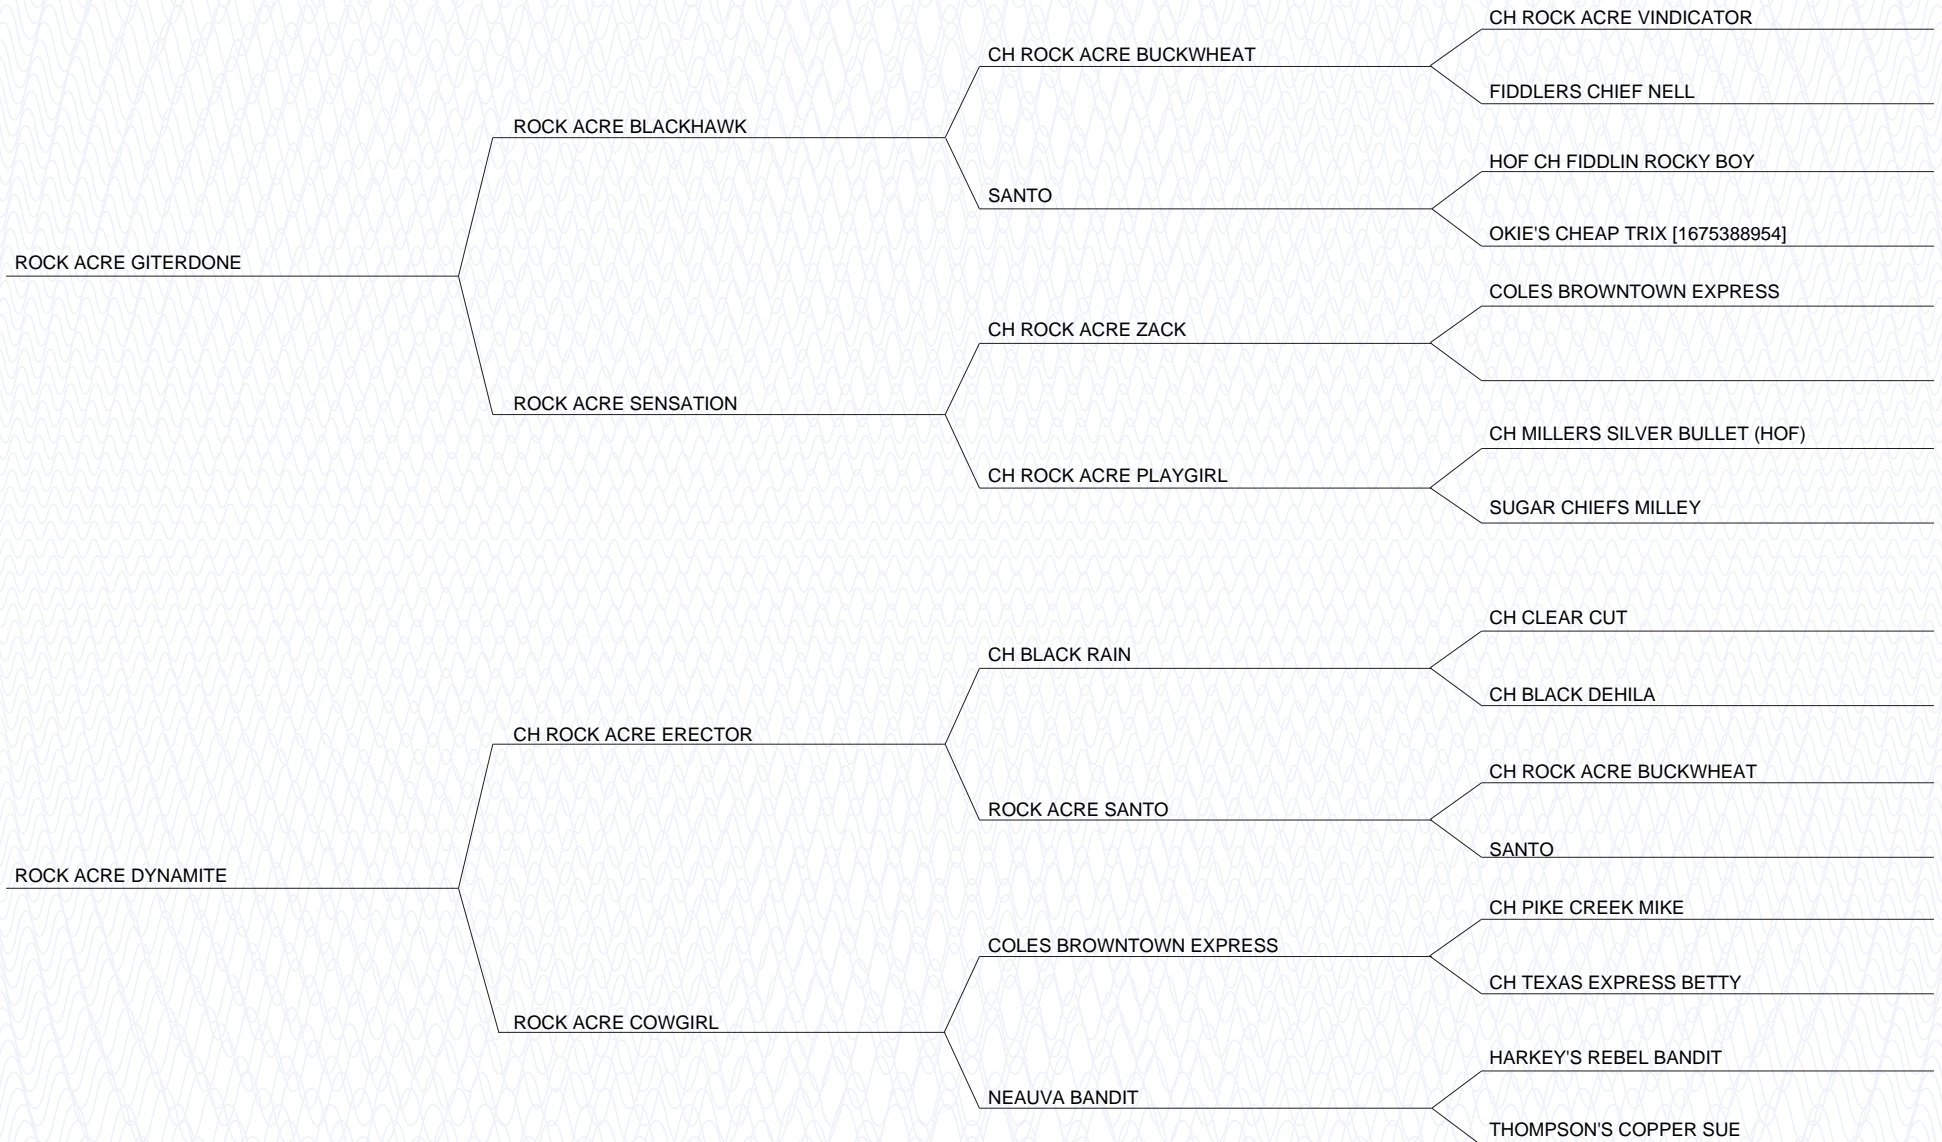 CH ROCK ACRE VINDICATOR
CH ROCK ACRE BUCKWHEAT
FIDDLERS CHIEF NELL
ROCK ACRE BLACKHAWK
HOF CH FIDDLIN ROCKY BOY
SANTO
OKIE'S CHEAP TRIX [1675388954]
ROCK ACRE GITERDONE
COLES BROWNTOWN EXPRESS
CH ROCK ACRE ZACK
ROCK ACRE SENSATION
CH MILLERS SILVER BULLET (HOF)
CH ROCK ACRE PLAYGIRL
SUGAR CHIEFS MILLEY
CH CLEAR CUT
CH BLACK RAIN
CH BLACK DEHILA
CH ROCK ACRE ERECTOR
CH ROCK ACRE BUCKWHEAT
ROCK ACRE SANTO
SANTO
ROCK ACRE DYNAMITE
CH PIKE CREEK MIKE
COLES BROWNTOWN EXPRESS
CH TEXAS EXPRESS BETTY
ROCK ACRE COWGIRL
HARKEY'S REBEL BANDIT
NEAUVA BANDIT
THOMPSON'S COPPER SUE